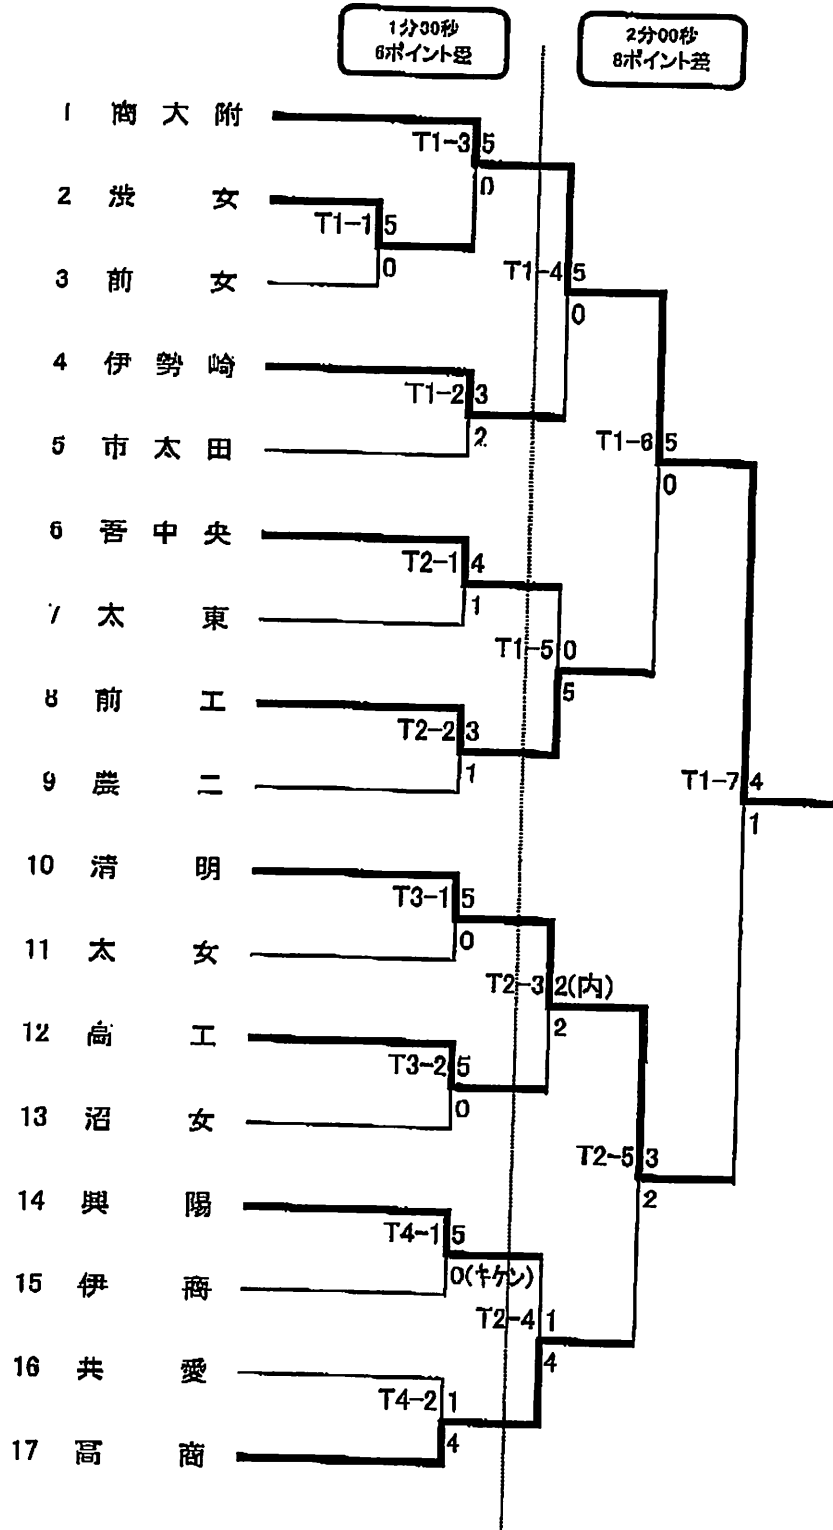 1分00秒
6ポイント差
2分00秒
8ポイント差
1 商大附
T1-3 5
0
2 渋女
T1-1 5
0
3 前女
T1-4 5
0
4 伊勢崎
T1-2 3
2
5 市太田
T1-6 5
0
6 吾中央
T2-1 4
1
7 太東
T1-5 0
5
8 前工
T2-2 3
1
9 農二
T1-7 4
1
10 清明
T3-1 5
0
11 太女
T2-3 2(内)
2
12 高工
T3-2 5
0
13 沼女
T2-5 3
2
14 興陽
T4-1 5
0(キケン)
15 伊商
T2-4 1
4
16 共愛
T4-2 1
4
17 高商